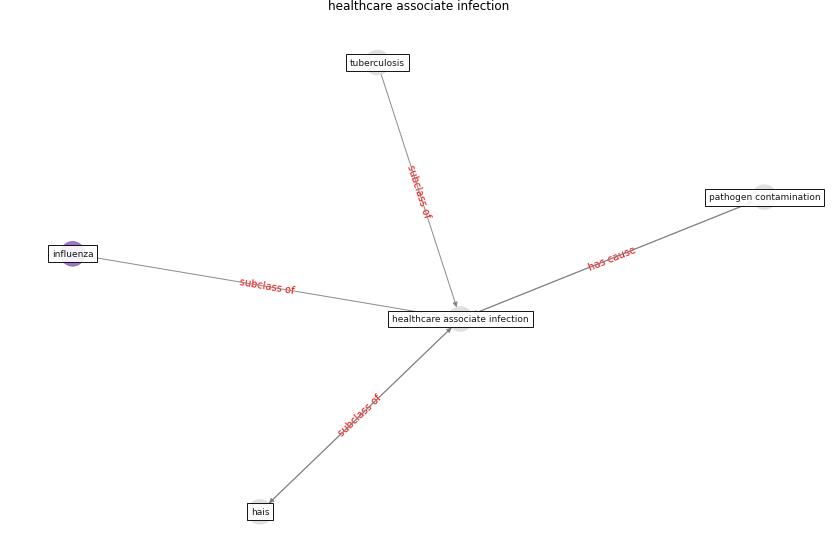 healthcare associate infection
tuberculosis
subclass of
pathogen contamination
has cause
influenza
subclass of
healthcare associate infection
subclass of
hais